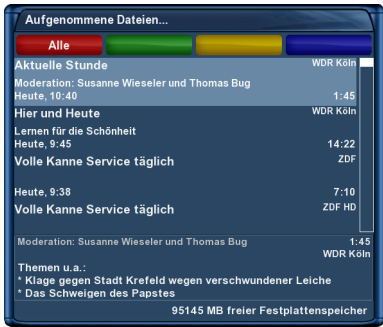 Aufgenommene Dateien...
Alle
Aktuelle Stunde WDR Köln
Moderation: Susanne Wieseler und Thomas Bug
Heute, 10:40 1:45
Hier und Heute WDR Köln
Lernen für die Schönheit
Heute, 9:45 14:22
Volle Kanne Service täglich ZDF
Heute, 9:38 7:10
Volle Kanne Service täglich ZDF HD
Moderation: Susanne Wieseler und Thomas Bug 1:45
WDR Köln
Themen u.a.:
* Klage gegen Stadt Krefeld wegen verschwundener Leiche
* Das Schweigen des Papstes
95145 MB freier Festplattenspeicher